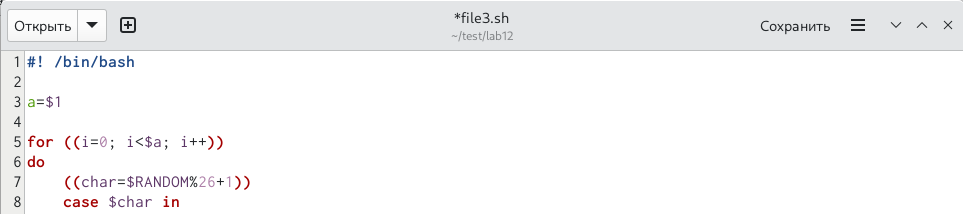 Открыть
*file3.sh
~/test/lab12
Сохранить
1 #! /bin/bash
2
3 a=$1
4
5 for ((i=0; i<$a; i++))
6 do
7     ((char=$RANDOM%26+1))
8     case $char in